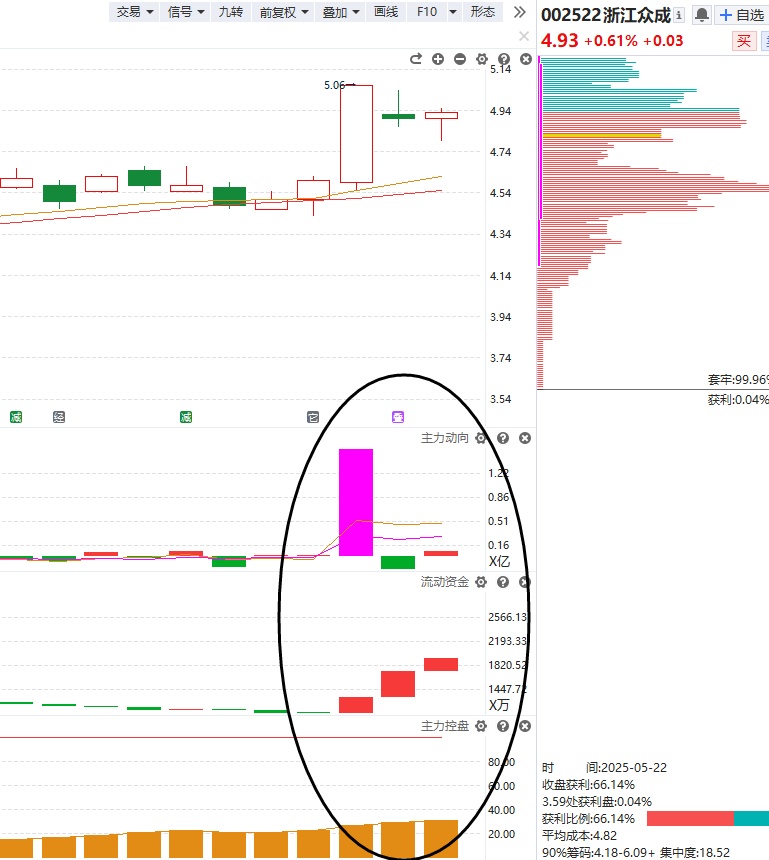 交易 信号 九转 前复权 叠加 画线 F10 形态
002522浙江众成
自选
4.93 +0.61% +0.03
买
5.14
5.06
4.94
4.74
4.54
4.34
4.14
3.94
3.74
3.54
套牢:99.96%
获利:0.04%
减 减 它
主力动向
1.22
0.86
0.51
0.16
X亿
流动资金
2566.13
2193.33
1820.52
1447.72
X万
主力控盘
80.00
60.00
40.00
20.00
时 间:2025-05-22
收盘获利:66.14%
3.59处获利盘:0.04%
获利比例:66.14%
平均成本:4.82
90%筹码:4.18-6.09+ 集中度:18.52